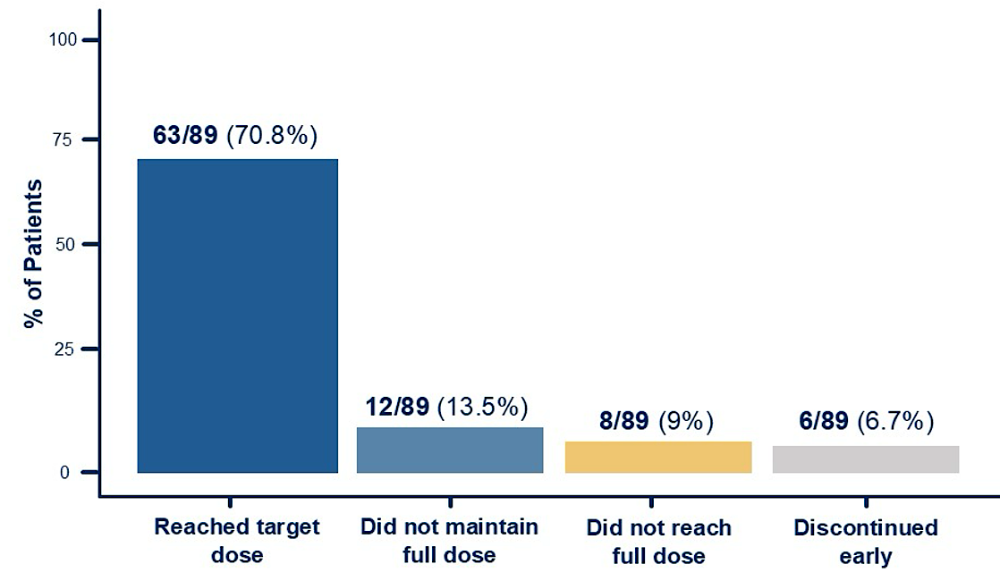 100
75
50
25
0
% of Patients
63/89 (70.8%)
12/89 (13.5%)
8/89 (9%)
6/89 (6.7%)
Reached target
dose
Did not maintain
full dose
Did not reach
full dose
Discontinued
early